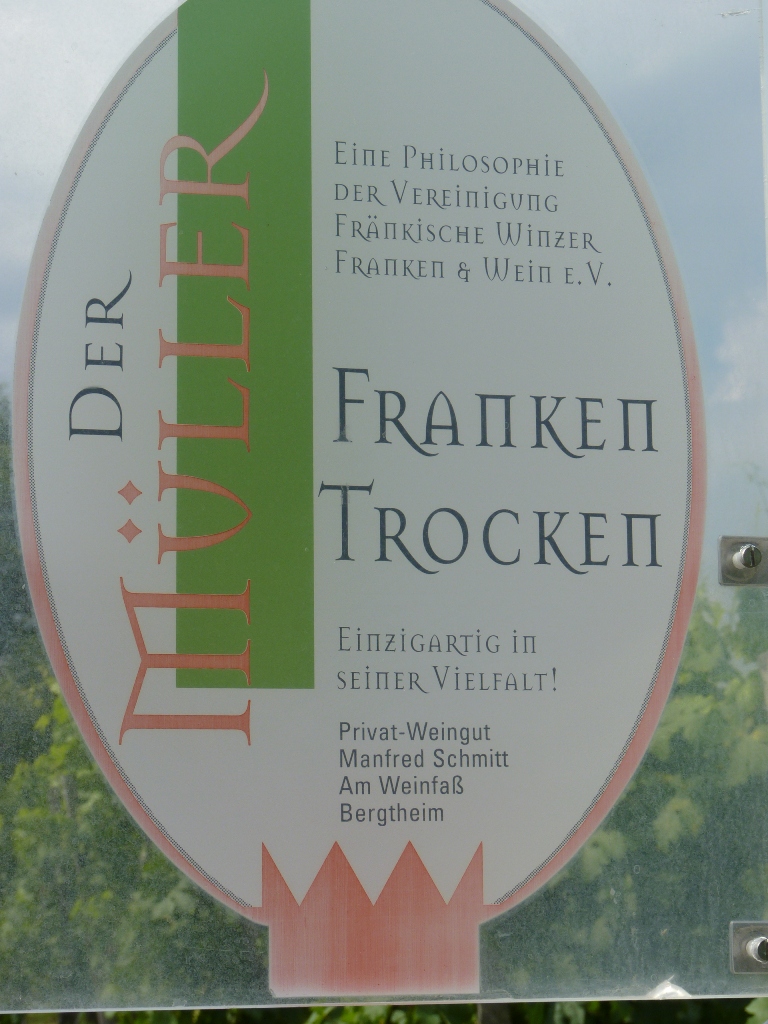 DER
MÜLLER
EINE PHILOSOPHIE
DER VEREINIGUNG
FRÄNKISCHE WINZER
FRANKEN & WEIN E.V.
FRANKEN
TROCKEN
EINZIGARTIG IN
SEINER VIELFALT!
Privat-Weingut
Manfred Schmitt
Am Weinfaß
Bergtheim